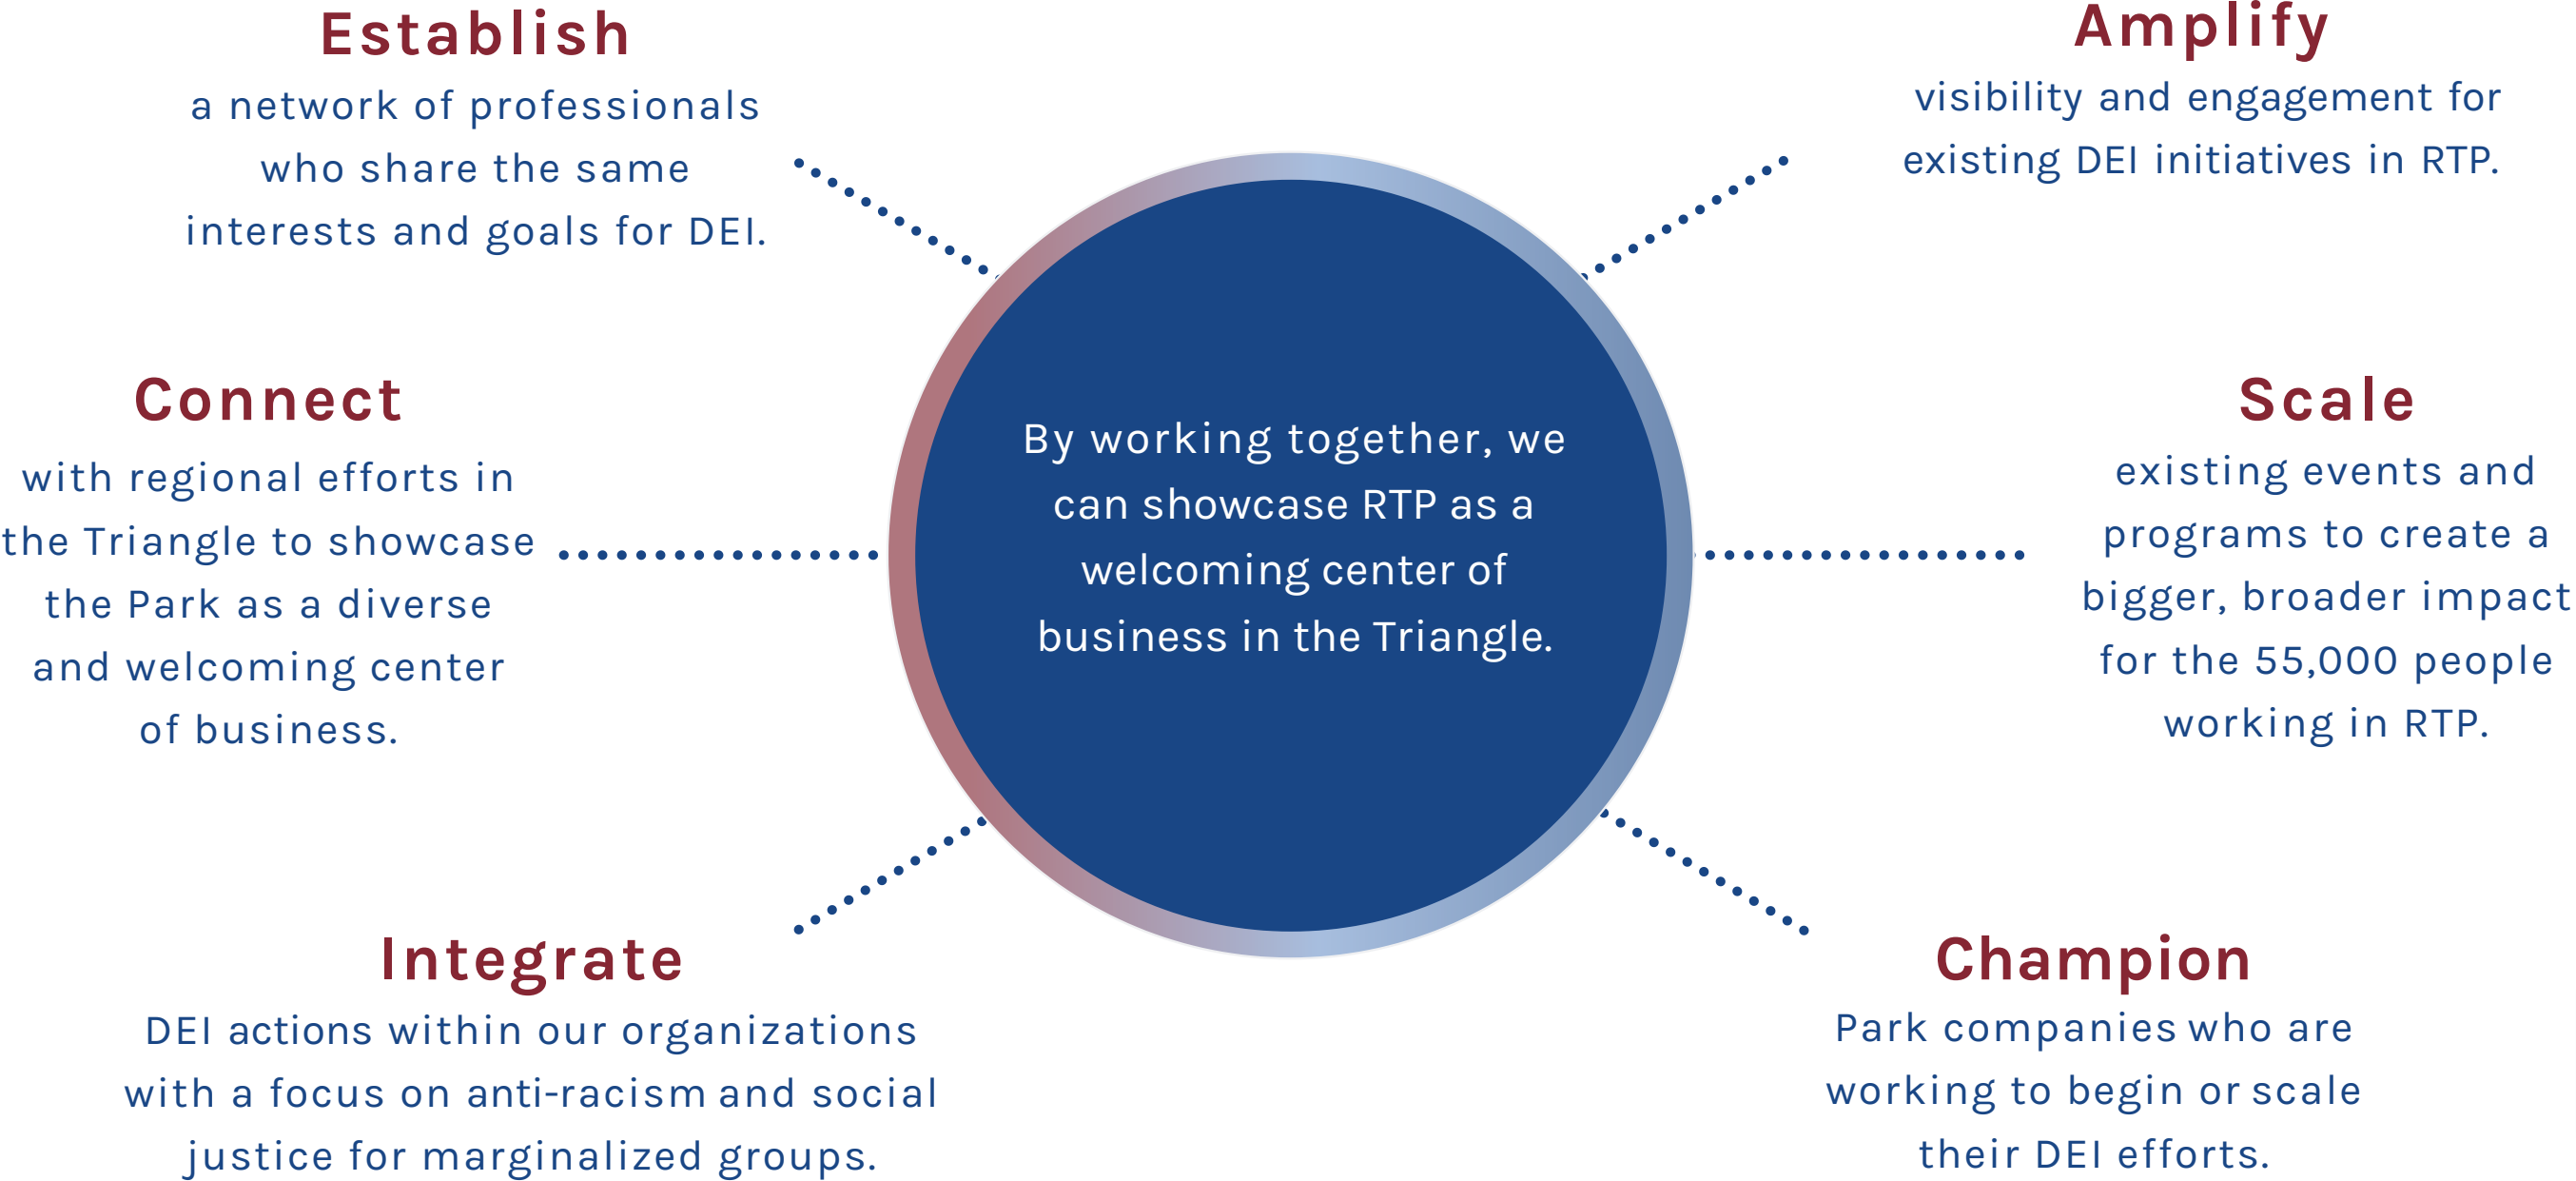 Establish
a network of professionals
who share the same
interests and goals for DEI.
Amplify
visibility and engagement for
existing DEI initiatives in RTP.
Connect
with regional efforts in
the Triangle to showcase
the Park as a diverse
and welcoming center
of business.
By working together, we
can showcase RTP as a
welcoming center of
business in the Triangle.
Scale
existing events and
programs to create a
bigger, broader impact
for the 55,000 people
working in RTP.
Integrate
DEI actions within our organizations
with a focus on anti-racism and social
justice for marginalized groups.
Champion
Park companies who are
working to begin or scale
their DEI efforts.